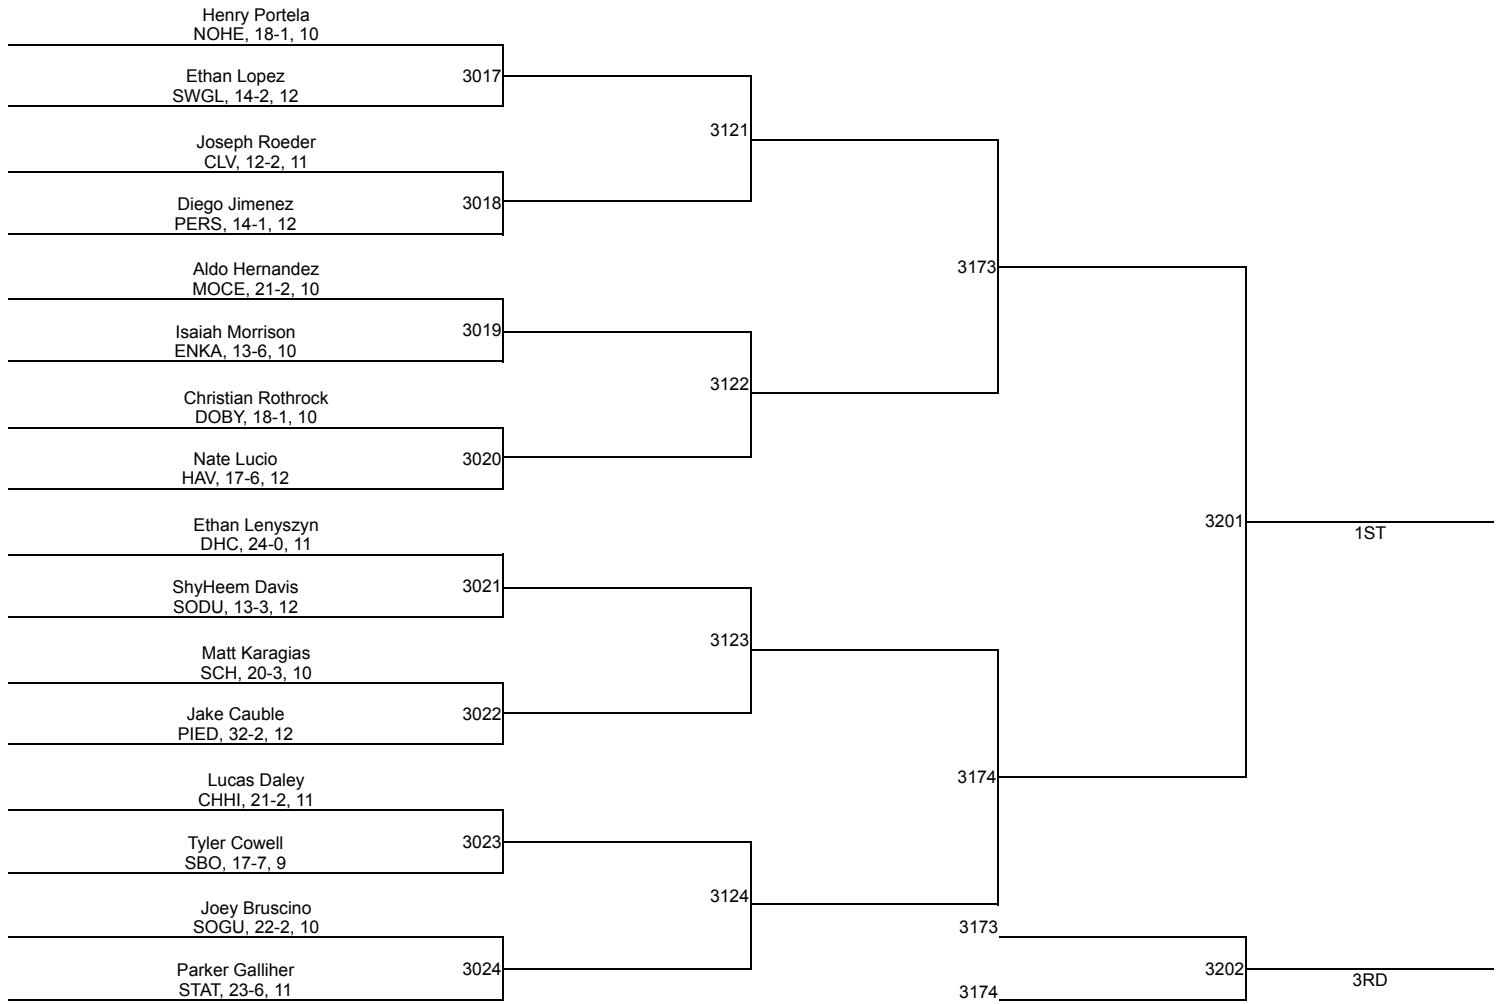 Henry Portela
NOHE, 18-1, 10
Ethan Lopez
SWGL, 14-2, 12
3017
3121
Joseph Roeder
CLV, 12-2, 11
Diego Jimenez
PERS, 14-1, 12
3018
3173
Aldo Hernandez
MOCE, 21-2, 10
Isaiah Morrison
ENKA, 13-6, 10
3019
3122
Christian Rothrock
DOBY, 18-1, 10
Nate Lucio
HAV, 17-6, 12
3020
3201
1ST
Ethan Lenyszyn
DHC, 24-0, 11
ShyHeem Davis
SODU, 13-3, 12
3021
3123
Matt Karagias
SCH, 20-3, 10
Jake Cauble
PIED, 32-2, 12
3022
3174
Lucas Daley
CHHI, 21-2, 11
Tyler Cowell
SBO, 17-7, 9
3023
3124
Joey Bruscino
SOGU, 22-2, 10
Parker Galliher
STAT, 23-6, 11
3024
3173
3202
3RD
3174